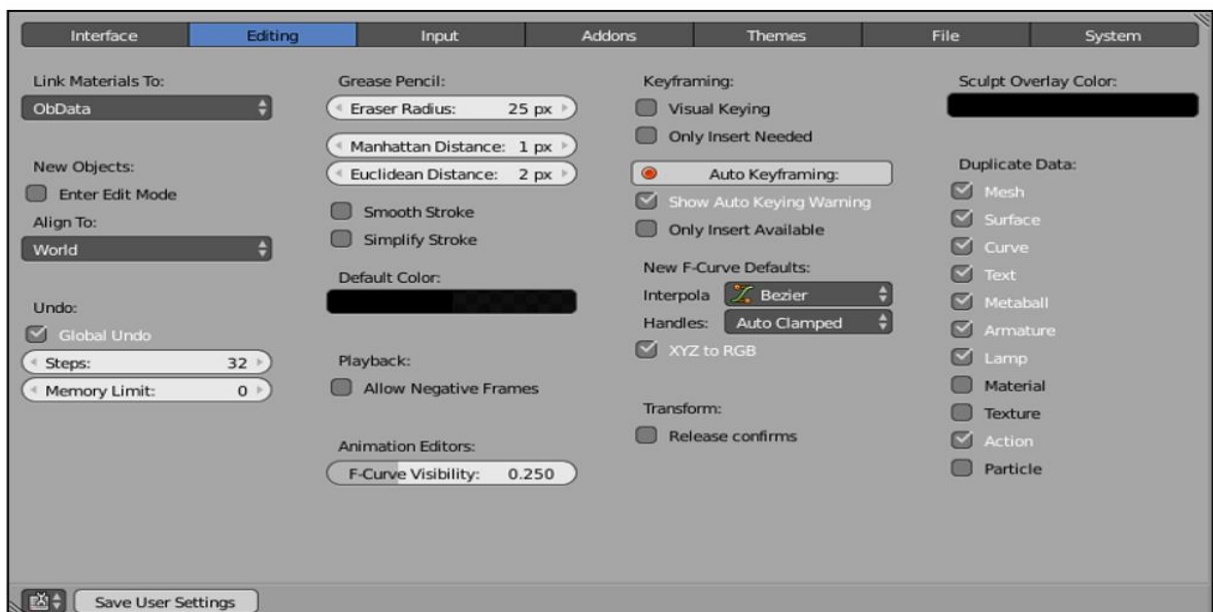 Interface
Editing
Input
Addons
Themes
File
System
Link Materials To:
ObData
New Objects:
Enter Edit Mode
Align To:
World
Undo:
Global Undo
Steps: 32
Memory Limit: 0
Grease Pencil:
Eraser Radius: 25 px
Manhattan Distance: 1 px
Euclidean Distance: 2 px
Smooth Stroke
Simplify Stroke
Default Color:
Playback:
Allow Negative Frames
Animation Editors:
F-Curve Visibility: 0.250
Keyframing:
Visual Keying
Only Insert Needed
Auto Keyframing:
Show Auto Keying Warning
Only Insert Available
New F-Curve Defaults:
Interpola Bezier
Handles: Auto Clamped
XYZ to RGB
Transform:
Release confirms
Sculpt Overlay Color:
Duplicate Data:
Mesh
Surface
Curve
Text
Metaball
Armature
Lamp
Material
Texture
Action
Particle
Save User Settings